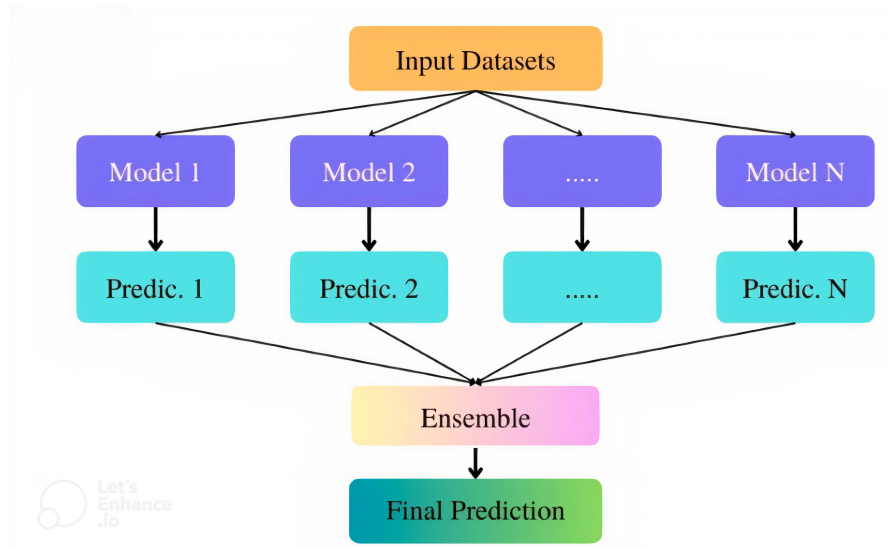 Input Datasets
Model 1
Model 2
.....
Model N
Predic. 1
Predic. 2
.....
Predic. N
Ensemble
Final Prediction
Let's
Enhance
.io